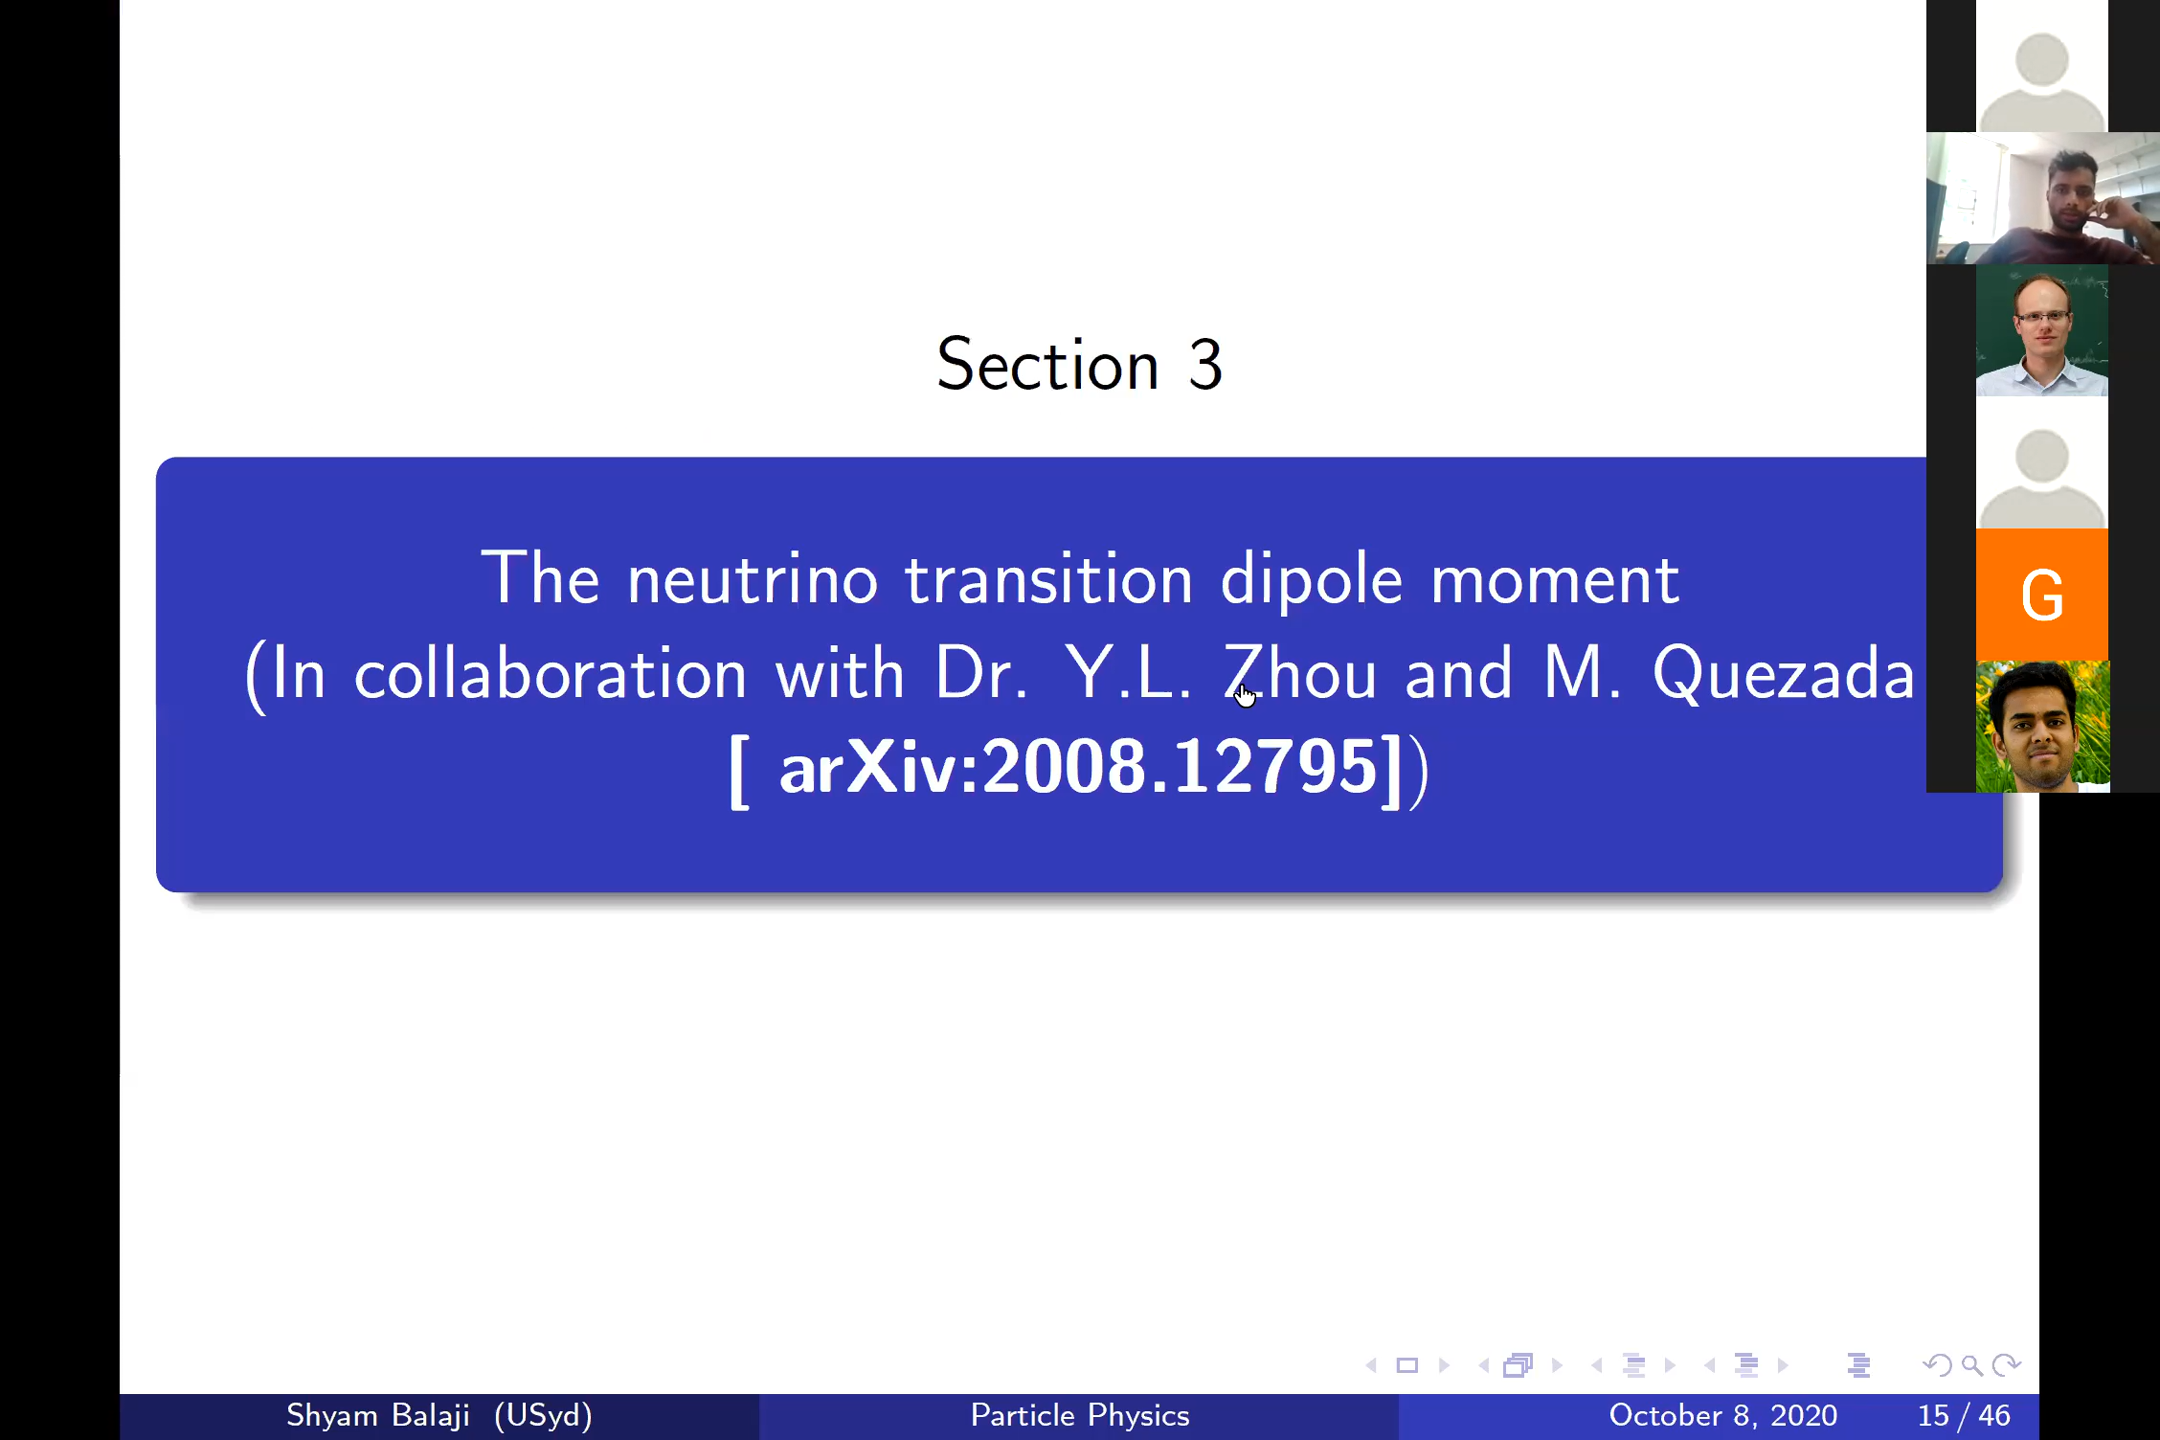 Section 3
The neutrino transition dipole moment
(In collaboration with Dr. Y.L. Zhou and M. Quezada
[ arXiv:2008.12795])
G
Shyam Balaji (USyd)
Particle Physics
October 8, 2020
15 / 46